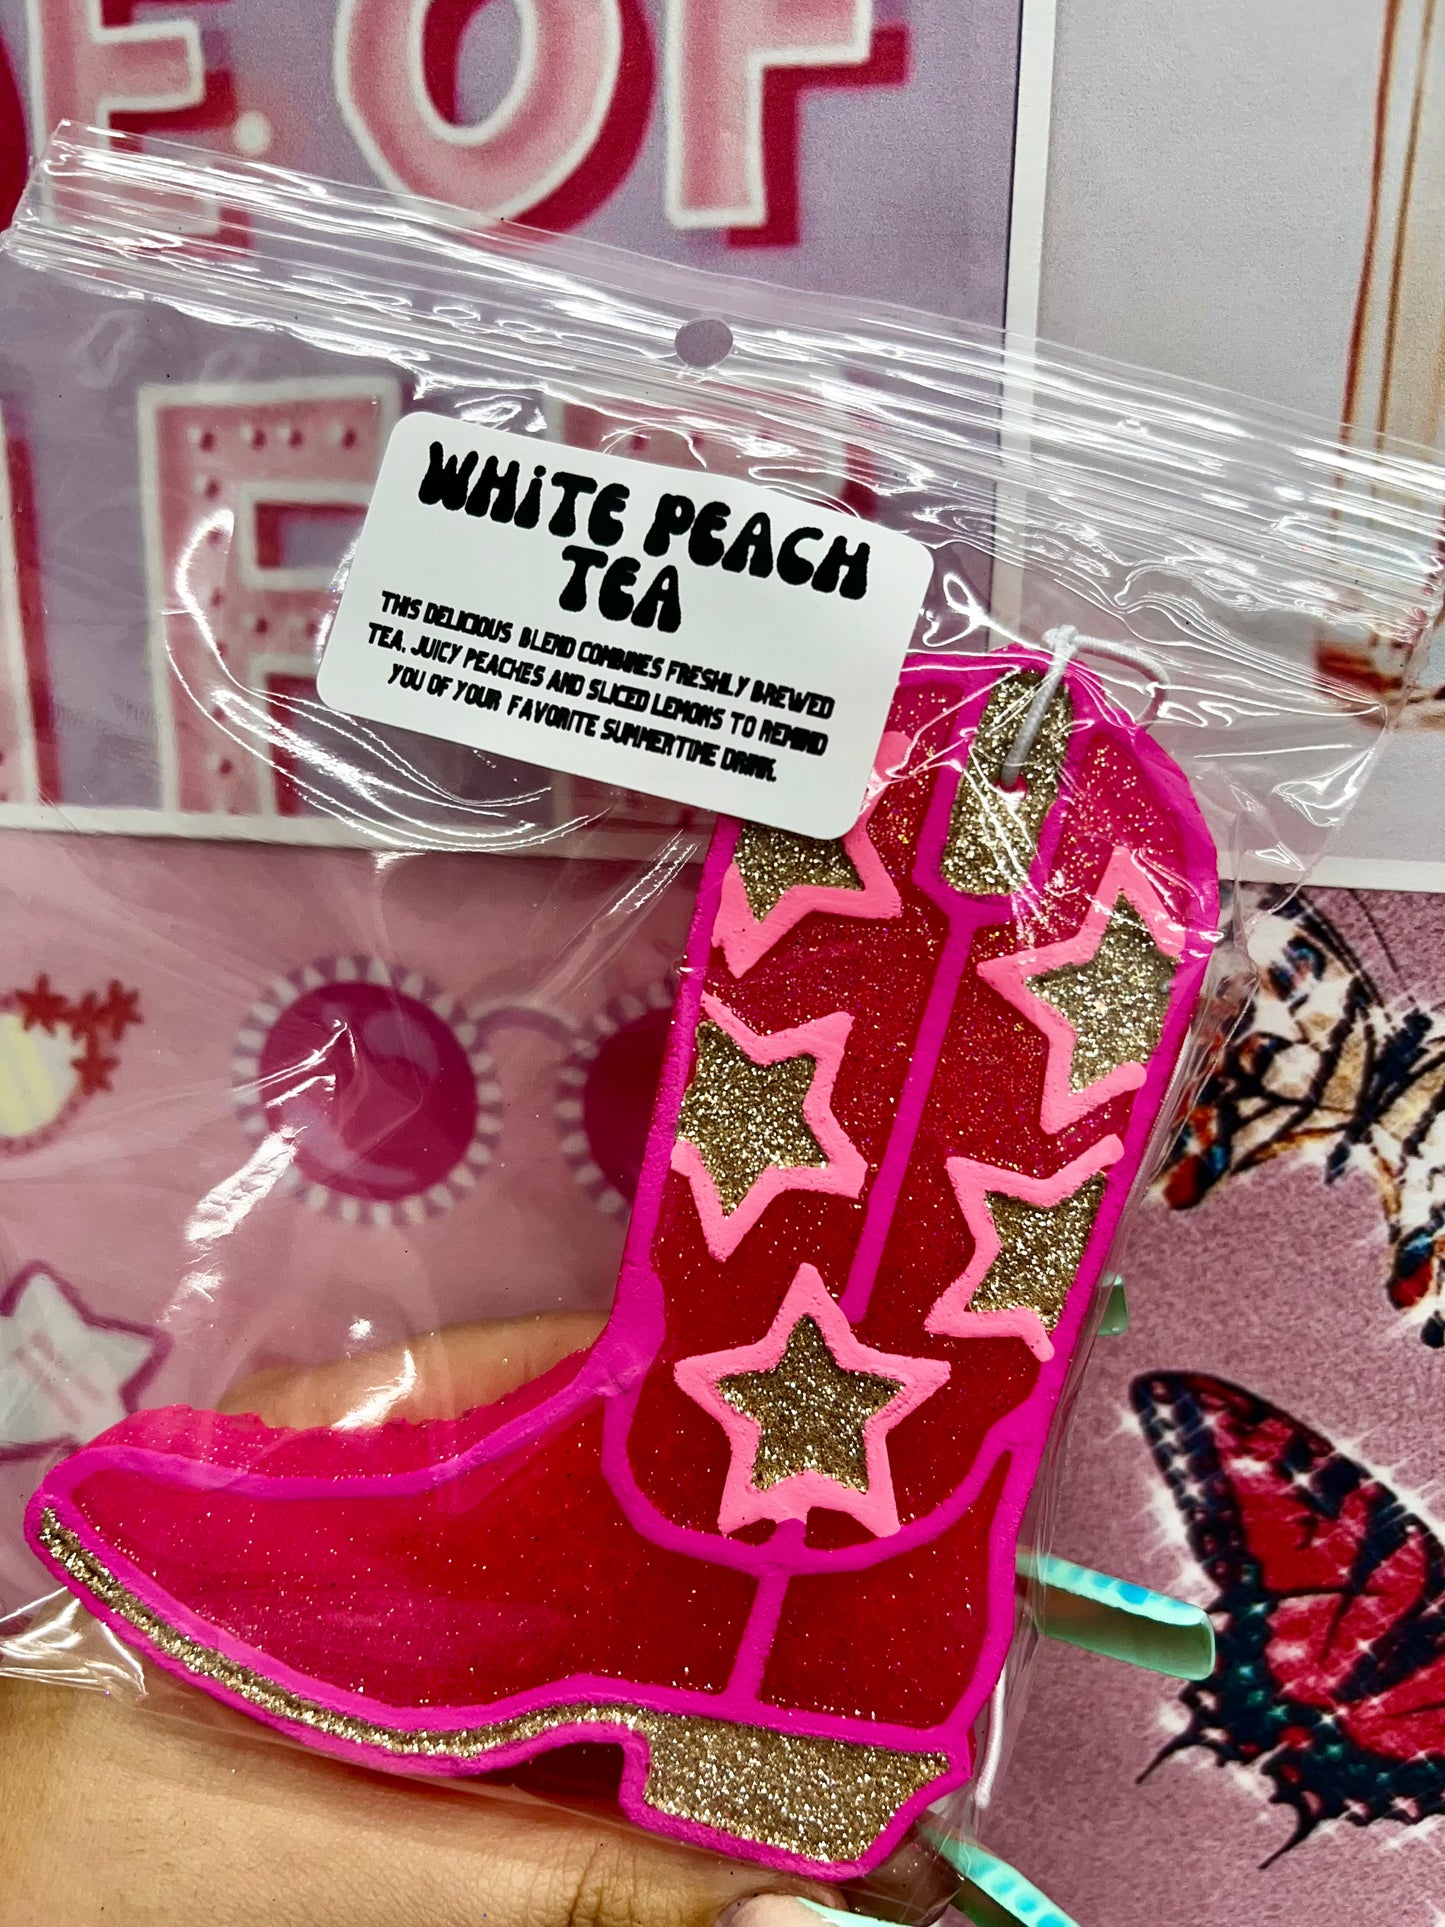 E OF
WHiTE PEACH
TEA
THIS DELICIOUS BLEND COMBINES FRESHLY BREWED
TEA, JUICY PEACHES AND SLICED LEMONS TO REMIND
YOU OF YOUR FAVORITE SUMMERTIME DRINK.